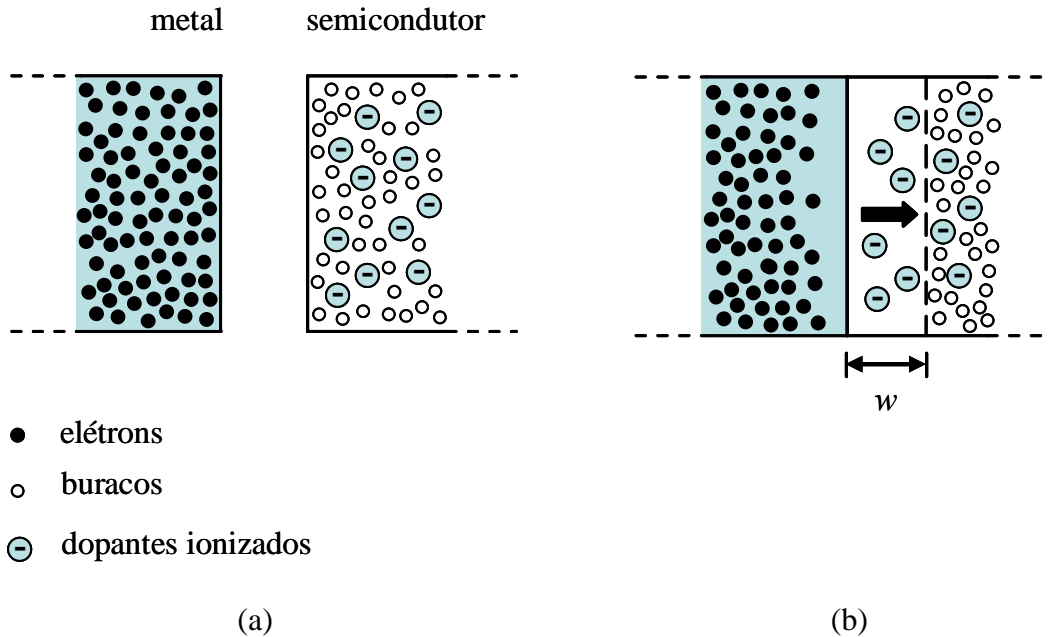 metal semicondutor
w
elétrons
buracos
dopantes ionizados
(a) (b)